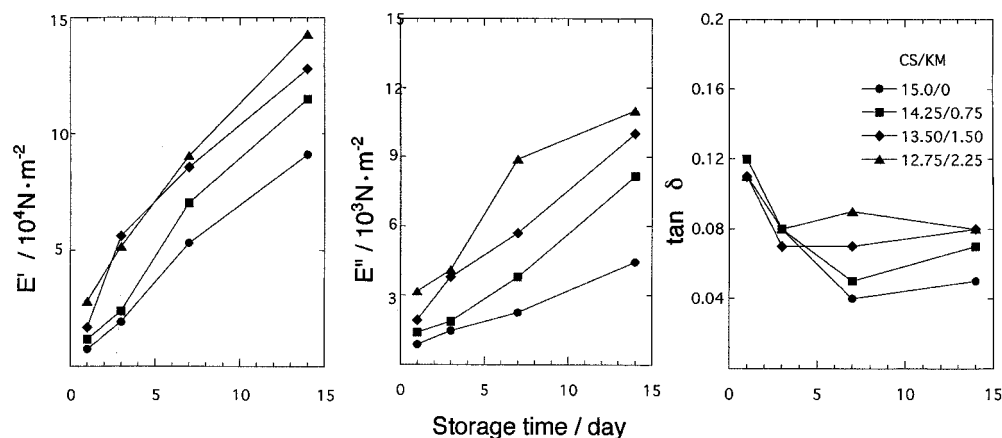 E' / 10⁴N・m⁻²
15
10
5
0 5 10 15
E" / 10³N・m⁻²
15
12
9
6
3
0 5 10 15
Storage time / day
tan δ
0.2
0.16
0.12
0.08
0.04
0 5 10 15
CS/KM
15.0/0
14.25/0.75
13.50/1.50
12.75/2.25